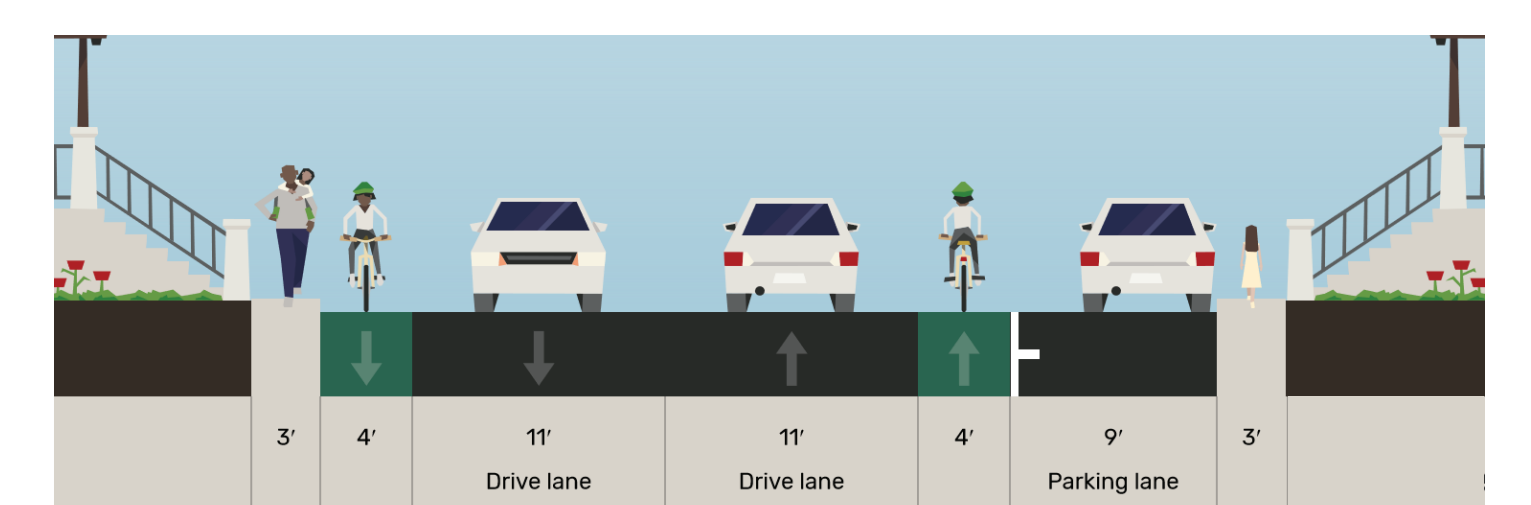 3′ 4′ 11′ 11′ 4′ 9′ 3′
Drive lane Drive lane Parking lane